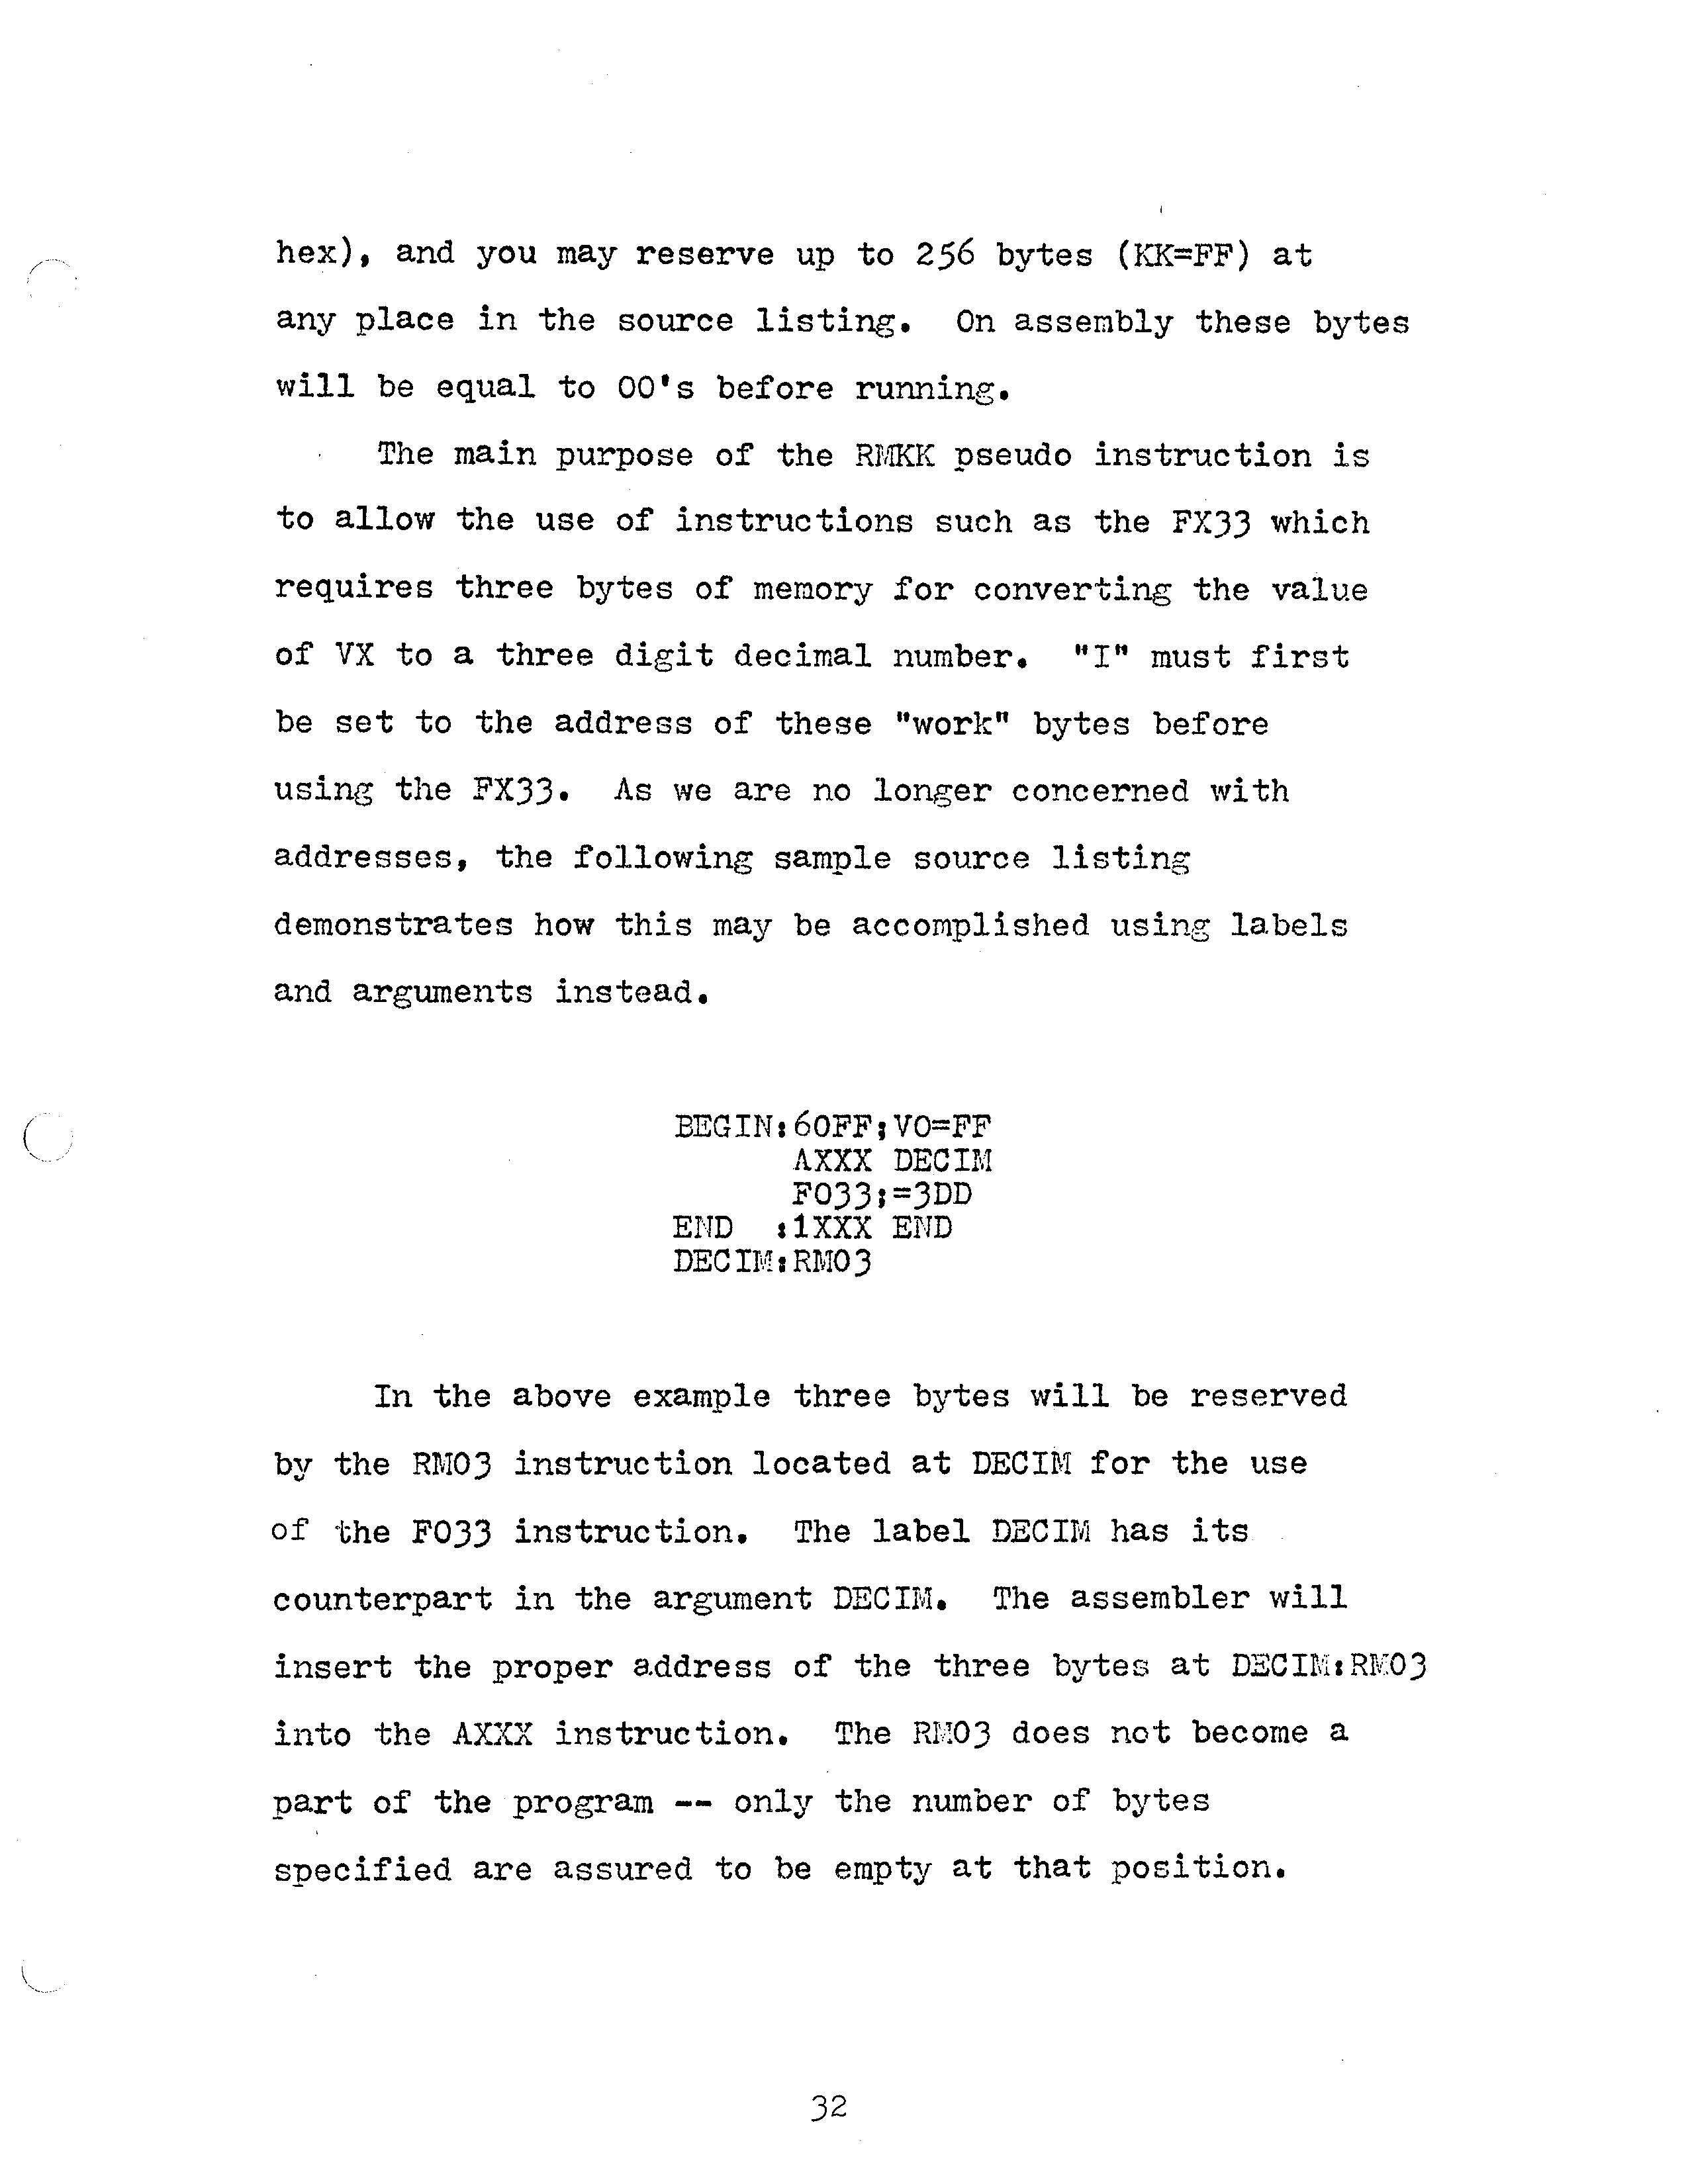 hex), and you may reserve up to 256 bytes (KK=FF) at
any place in the source listing.  On assembly these bytes
will be equal to 00's before running.
The main purpose of the RMKK pseudo instruction is
to allow the use of instructions such as the FX33 which
requires three bytes of memory for converting the value
of VX to a three digit decimal number.  "I" must first
be set to the address of these "work" bytes before
using the FX33.  As we are no longer concerned with
addresses, the following sample source listing
demonstrates how this may be accomplished using labels
and arguments instead.
BEGIN:60FF;V0=FF
AXXX DECIM
F033;=3DD
END  :1XXX END
DECIM:RM03
In the above example three bytes will be reserved
by the RM03 instruction located at DECIM for the use
of the F033 instruction.  The label DECIM has its
counterpart in the argument DECIM.  The assembler will
insert the proper address of the three bytes at DECIM:RM03
into the AXXX instruction.  The RM03 does not become a
part of the program -- only the number of bytes
specified are assured to be empty at that position.
32